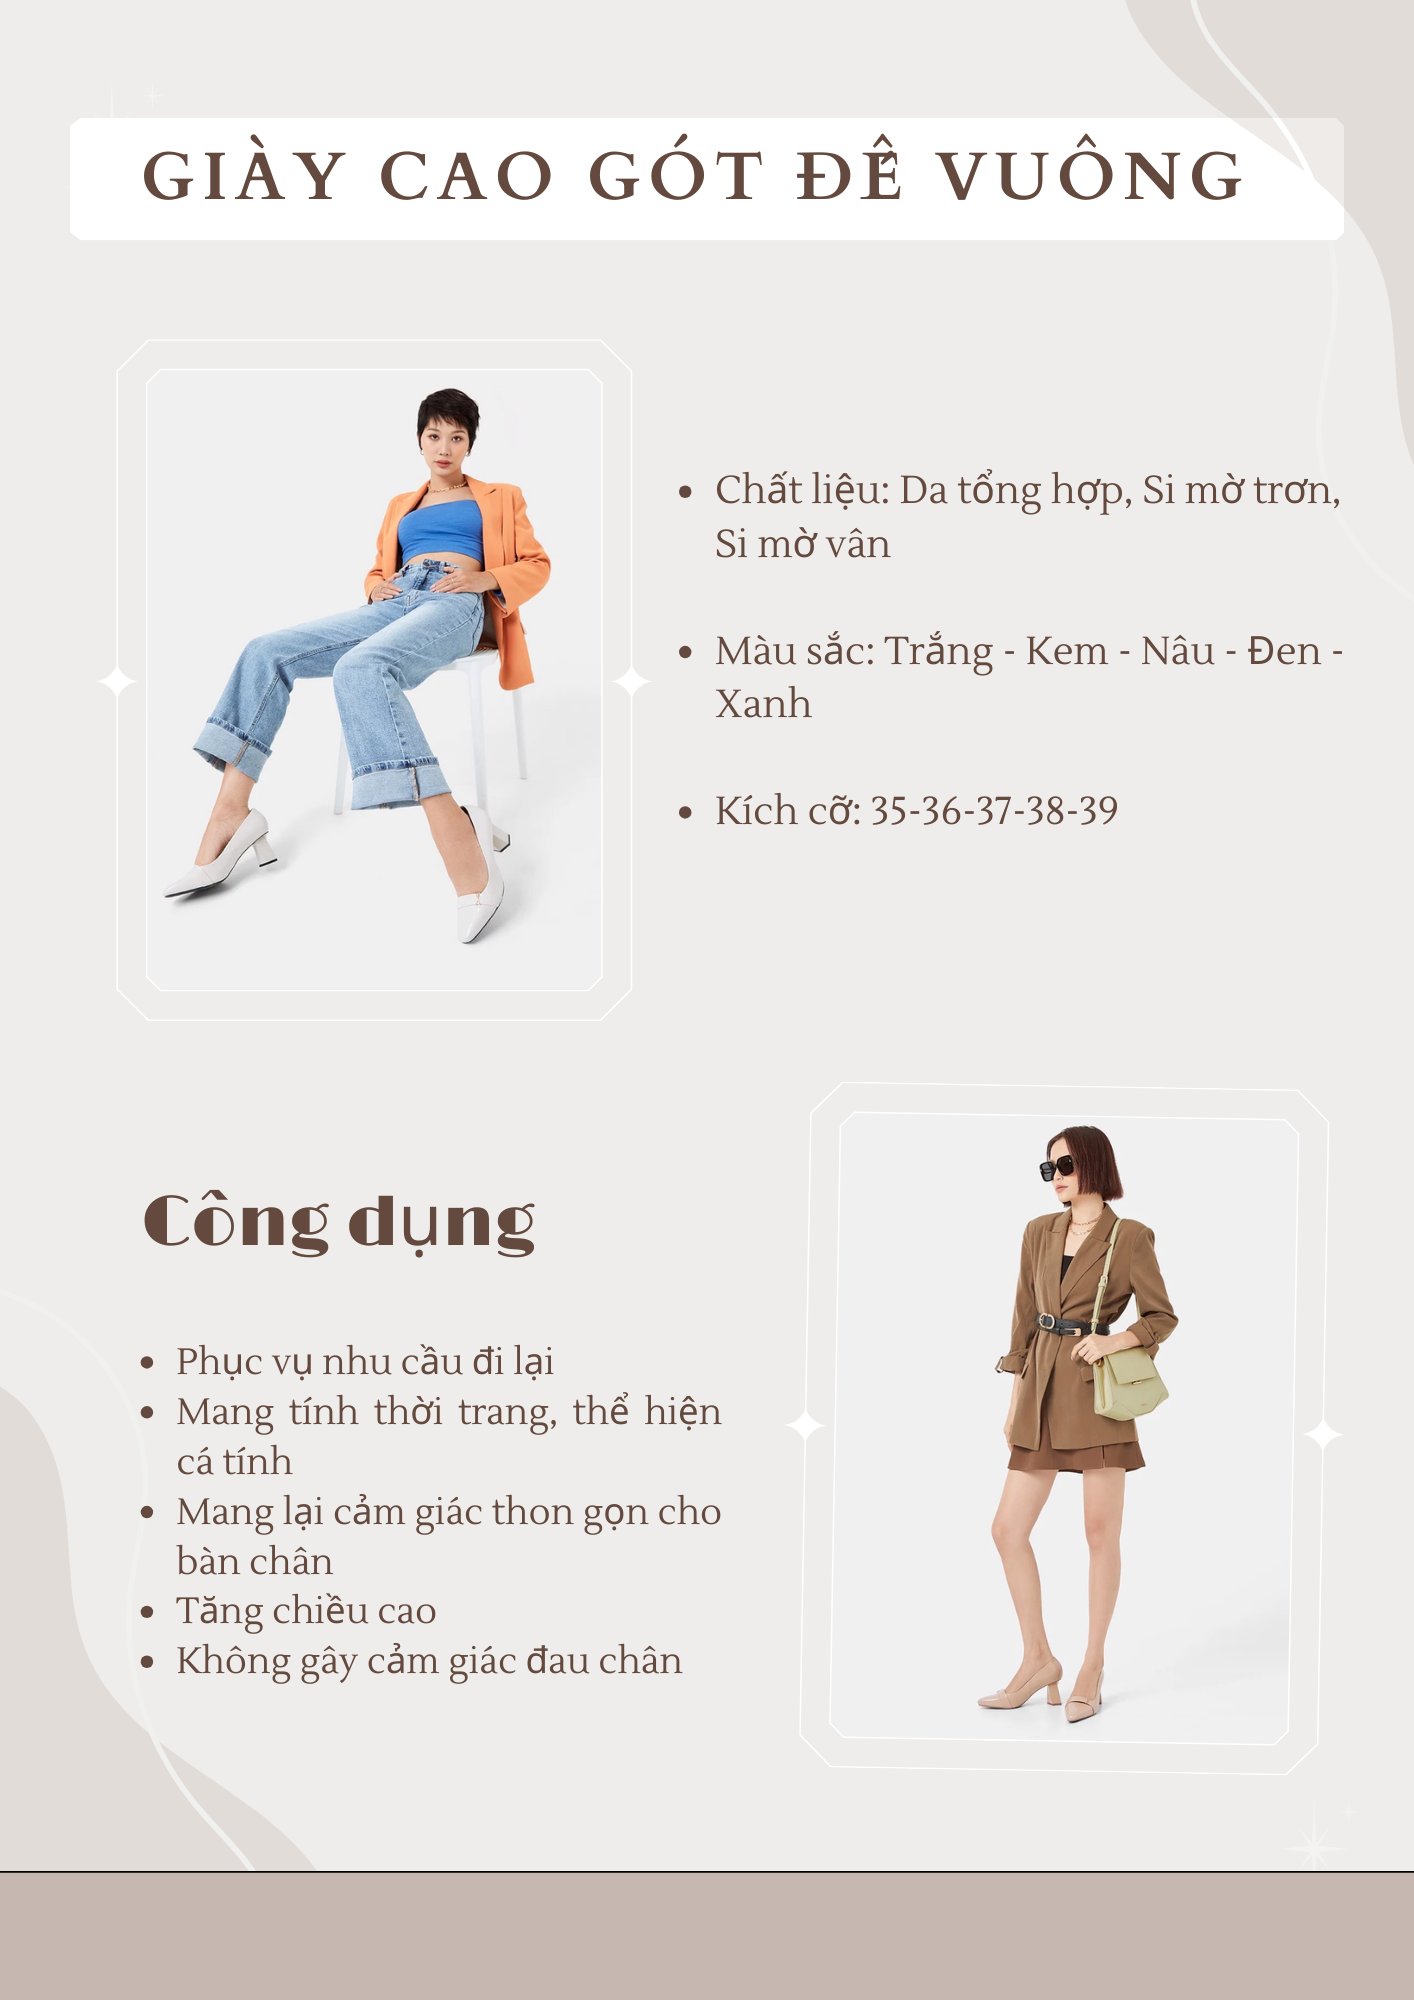 GIÀY CAO GÓT ĐẾ VUÔNG
• Chất liệu: Da tổng hợp, Si mờ trơn,
Si mờ vân
• Màu sắc: Trắng - Kem - Nâu - Đen -
Xanh
• Kích cỡ: 35-36-37-38-39
Công dụng
• Phục vụ nhu cầu đi lại
• Mang tính thời trang, thể hiện
cá tính
• Mang lại cảm giác thon gọn cho
bàn chân
• Tăng chiều cao
• Không gây cảm giác đau chân